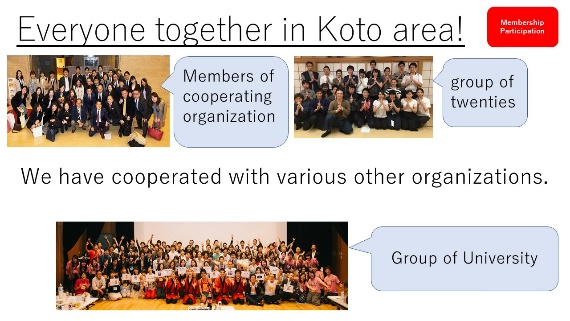 Everyone together in Koto area!
Membership
Participation
Members of
cooperating
organization
group of
twenties
We have cooperated with various other organizations.
Group of University